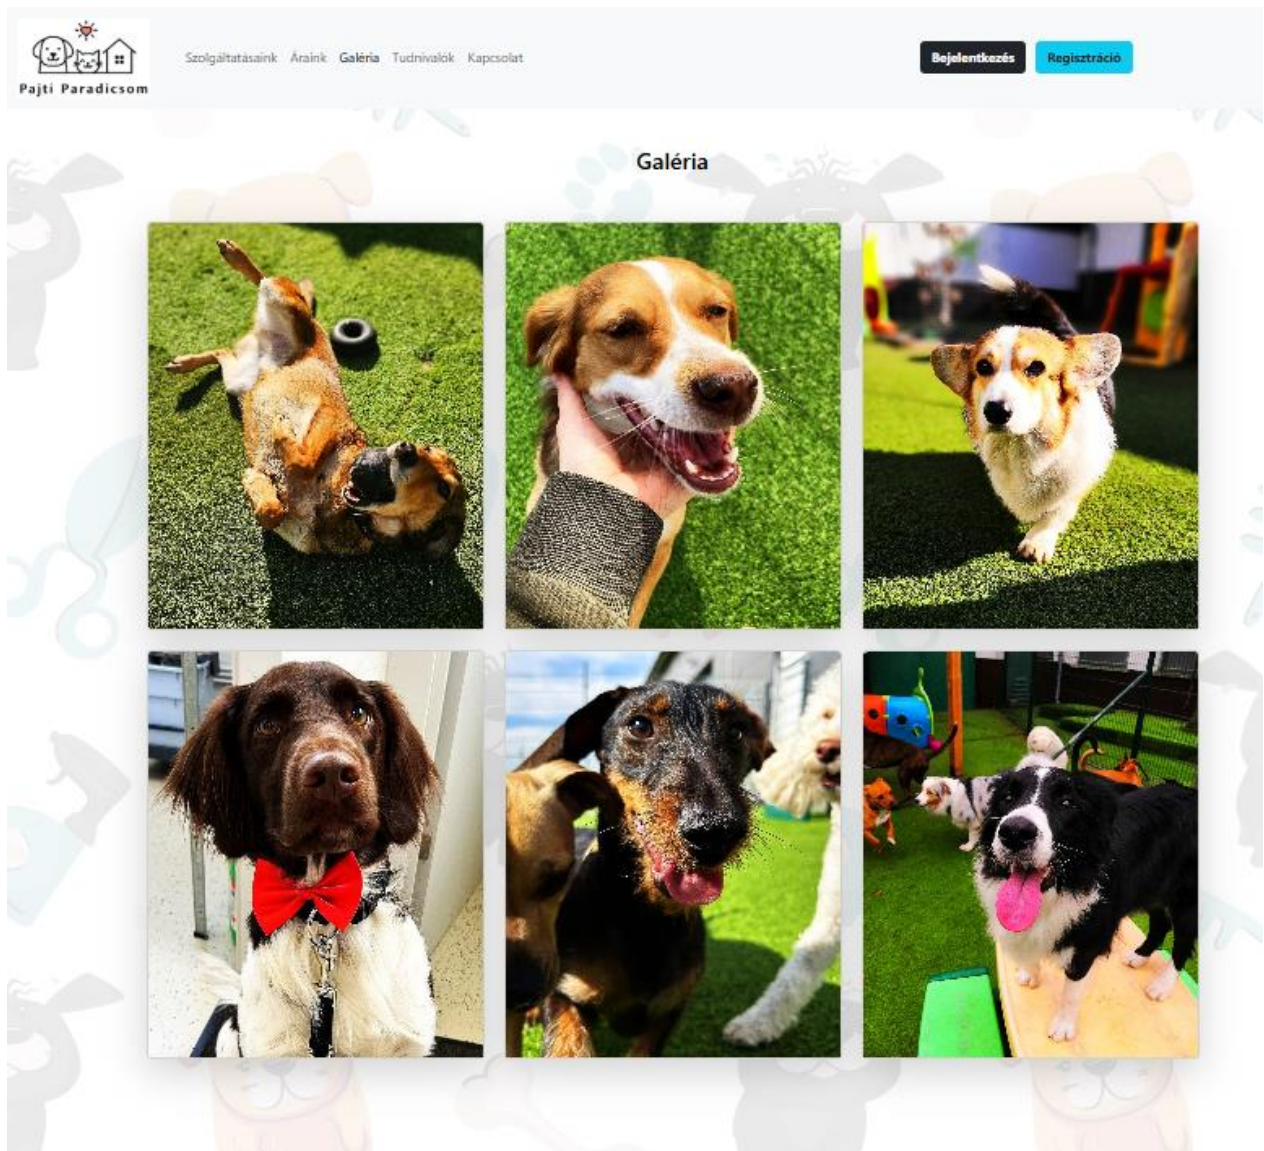 Pajti Paradicsom
Szolgáltatásaink Áraink Galéria Tudnivalók Kapcsolat
Bejelentkezés Regisztráció
Galéria